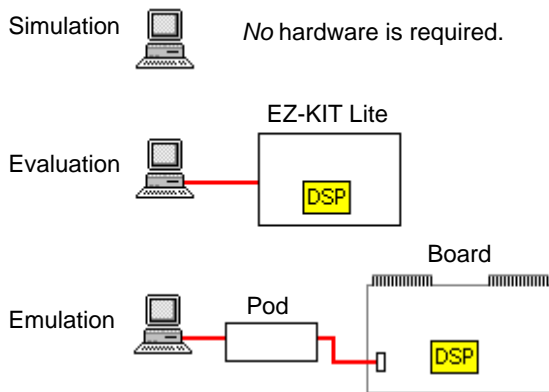 Simulation
No hardware is required.
EZ-KIT Lite
Evaluation
DSP
Board
Pod
Emulation
DSP